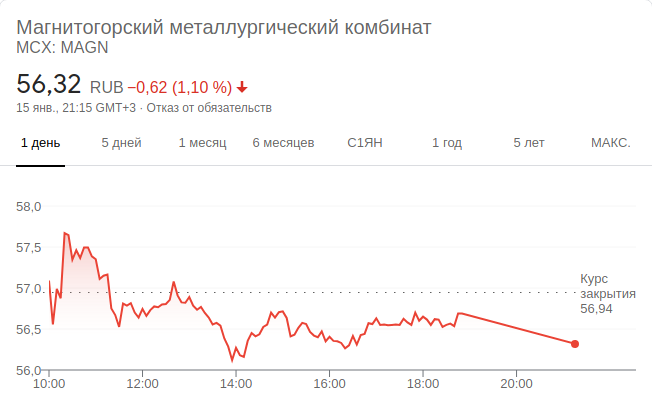 Магнитогорский металлургический комбинат
MCX: MAGN
56,32 RUB −0,62 (1,10 %)
15 янв., 21:15 GMT+3 · Отказ от обязательств
1 день 5 дней 1 месяц 6 месяцев С1ЯН 1 год 5 лет МАКС.
58,0
57,5
57,0
56,5
56,0
Курс
закрытия
56,94
10:00 12:00 14:00 16:00 18:00 20:00